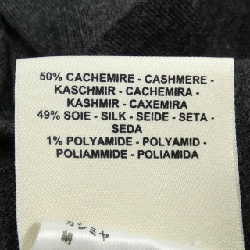 50% CACHEMIRE - CASHMERE -
KASCHMIR - CACHEMIRA -
KASHMIR - CAXEMIRA
49% SOIE - SILK - SEIDE - SETA -
SEDA
1% POLYAMIDE - POLYAMID -
POLIAMMIDE - POLIAMIDA